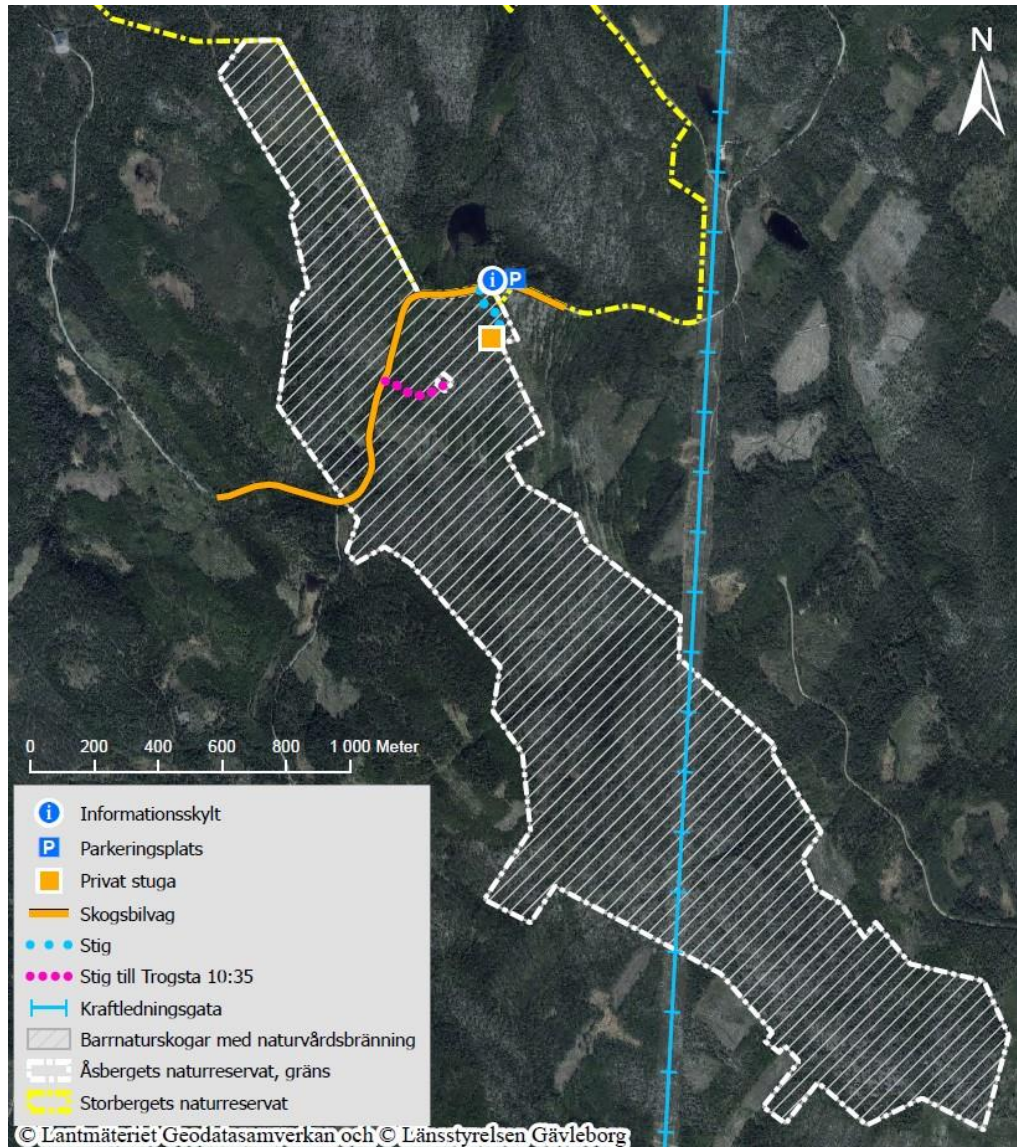 N
P
i
0 200 400 600 800 1 000 Meter
i Informationsskylt
P Parkeringsplats
Privat stuga
Skogsbilvag
Stig
Stig till Trogsta 10:35
Kraftledningsgata
Barrnaturskogar med naturvårdsbränning
Åsbergets naturreservat, gräns
Storbergets naturreservat
© Lantmäteriet Geodatasamverkan och © Länsstyrelsen Gävleborg